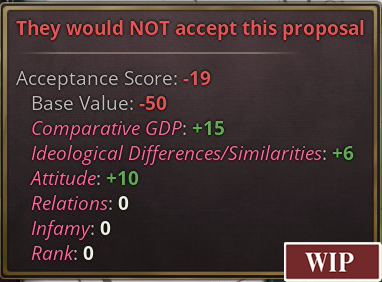 They would NOT accept this proposal
Acceptance Score: -19
Base Value: -50
Comparative GDP: +15
Ideological Differences/Similarities: +6
Attitude: +10
Relations: 0
Infamy: 0
Rank: 0
WIP